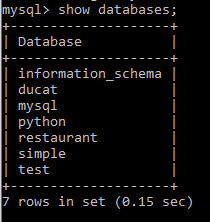 mysql> show databases;
+--------------------+
| Database           |
+--------------------+
| information_schema |
| ducat              |
| mysql              |
| python             |
| restaurant         |
| simple             |
| test               |
+--------------------+
7 rows in set (0.15 sec)